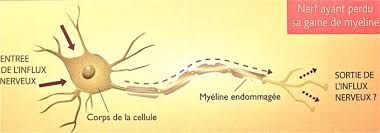 Nerf ayant perdu
sa gaine de myeline
ENTREE
DE L'INFLUX
NERVEUX
Corps de la cellule
Myéline endommagée
SORTIE DE
L'INFLUX
NERVEUX ?